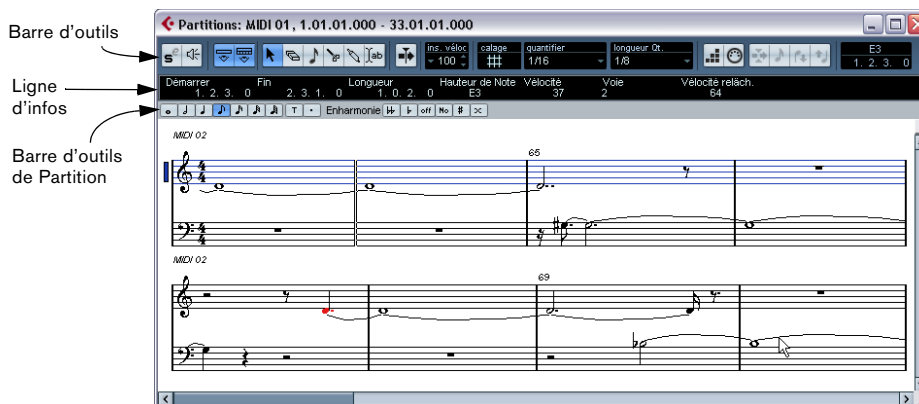 Partitions: MIDI 01, 1.01.01.000 - 33.01.01.000
Barre d'outils
ins. véloc calage quantifier longueur Qt.
100 1/16 1/8
E3
1. 2. 3. 0
Ligne
d'infos
Démarrer Fin Longueur Hauteur de Note Vélocité Voie Vélocité relâch.
1. 2. 3. 0 2. 3. 1. 0 1. 0. 2. 0 E3 37 2 64
T Enharmonie off No
Barre d'outils
de Partition
MIDI 02
65
MIDI 02
69